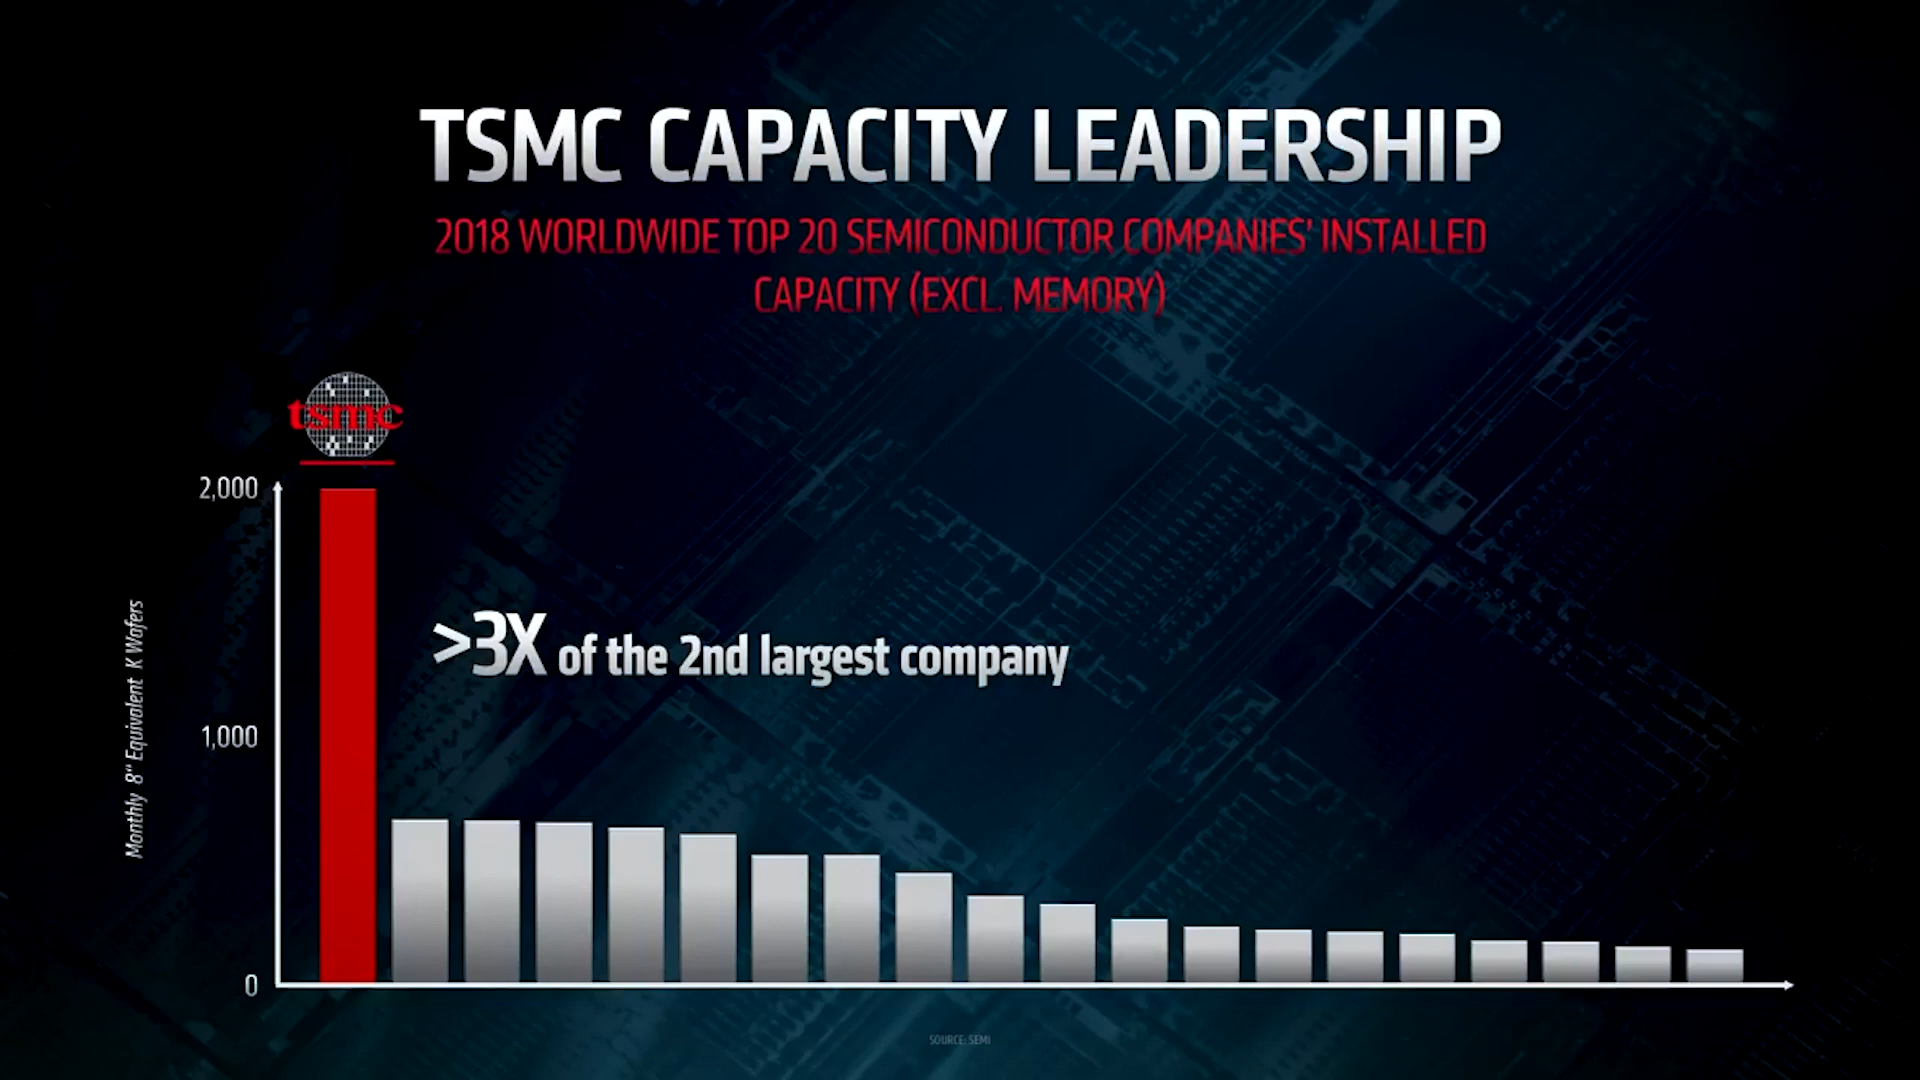 TSMC CAPACITY LEADERSHIP
2018 WORLDWIDE TOP 20 SEMICONDUCTOR COMPANIES' INSTALLED
CAPACITY (EXCL. MEMORY)
tsmc
2,000
>3X of the 2nd largest company
1,000
Monthly 8" Equivalent K Wafers
0
SOURCE: SEMI